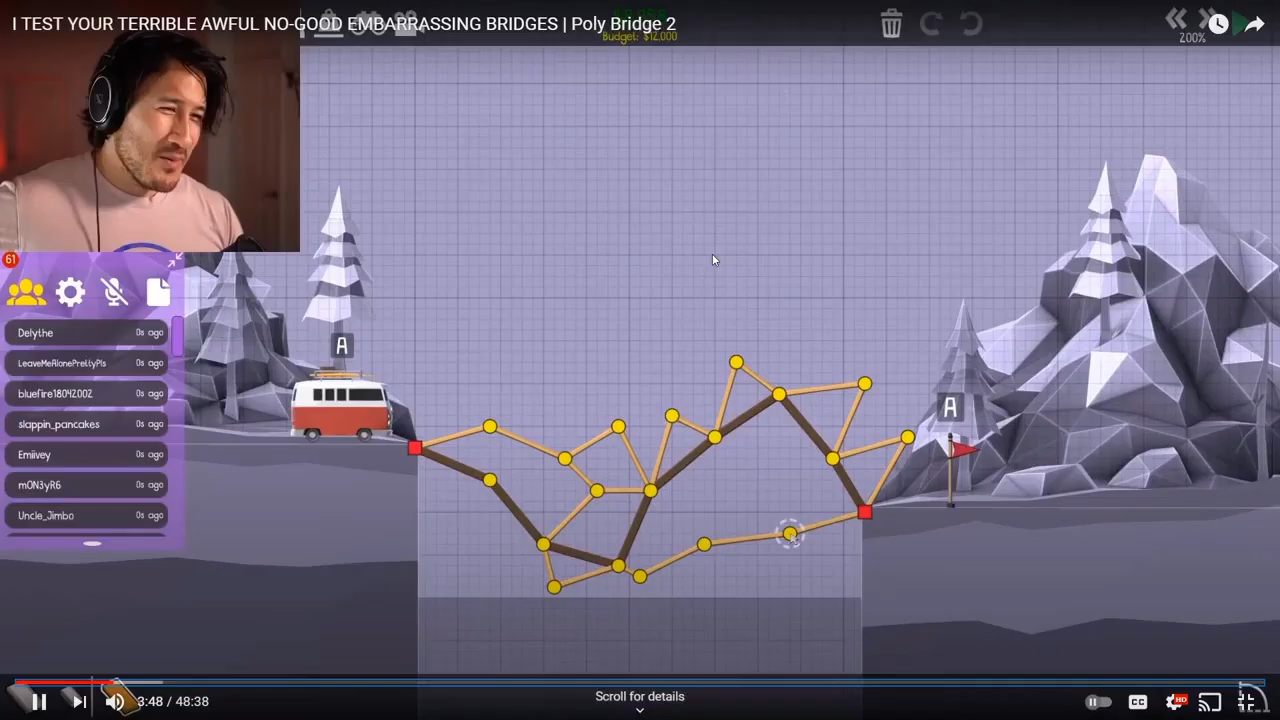 I TEST YOUR TERRIBLE AWFUL NO-GOOD EMBARRASSING BRIDGES | Poly Bridge 2
Budget: $12,000
200%
61
Delythe 0s ago
LeaveMeAlonePrettyPls 0s ago
bluefire18042002 0s ago
slappin_pancakes 0s ago
Emiivey 0s ago
m0N3yR6 0s ago
Uncle_Jimbo 0s ago
A
A
3:48 / 48:38
Scroll for details
CC
HD